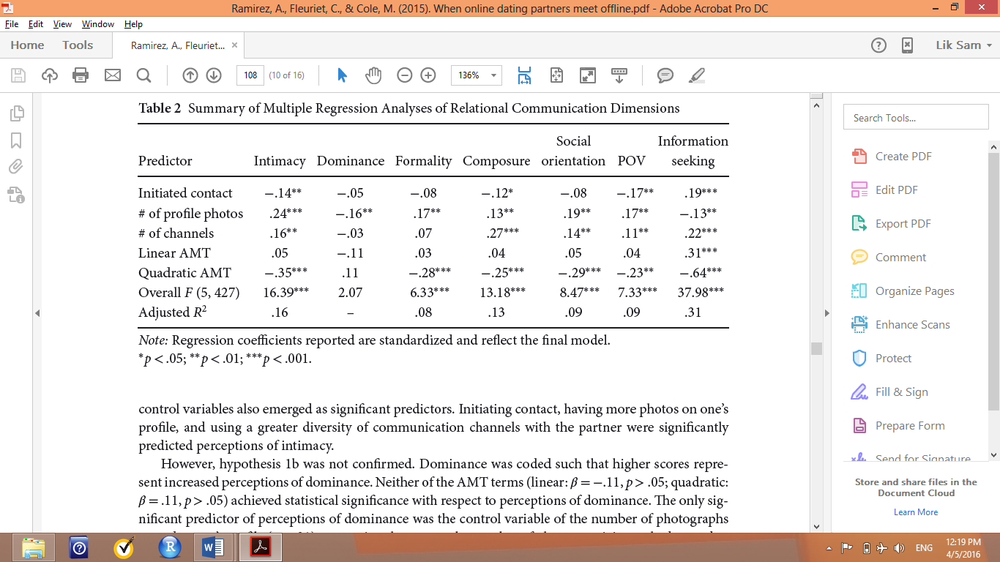 Ramirez, A., Fleuriet, C., & Cole, M. (2015). When online dating partners meet offline.pdf - Adobe Acrobat Pro DC
File Edit View Window Help
Home Tools Ramirez, A., Fleuriet... × Lik Sam
108 (10 of 16) 136%
Table 2 Summary of Multiple Regression Analyses of Relational Communication Dimensions
Social Information
Predictor Intimacy Dominance Formality Composure orientation POV seeking
Initiated contact −.14** −.05 −.08 −.12* −.08 −.17** .19***
# of profile photos .24*** −.16** .17** .13** .19** .17** −.13**
# of channels .16** −.03 .07 .27*** .14** .11** .22***
Linear AMT .05 −.11 .03 .04 .05 .04 .31***
Quadratic AMT −.35*** .11 −.28*** −.25*** −.29*** −.23** −.64***
Overall F (5, 427) 16.39*** 2.07 6.33*** 13.18*** 8.47*** 7.33*** 37.98***
Adjusted R² .16 – .08 .13 .09 .09 .31
Note: Regression coefficients reported are standardized and reflect the final model.
*p < .05; **p < .01; ***p < .001.
control variables also emerged as significant predictors. Initiating contact, having more photos on one's
profile, and using a greater diversity of communication channels with the partner were significantly
predicted perceptions of intimacy.
However, hypothesis 1b was not confirmed. Dominance was coded such that higher scores repre-
sent increased perceptions of dominance. Neither of the AMT terms (linear: β = −.11, p > .05; quadratic:
β = .11, p > .05) achieved statistical significance with respect to perceptions of dominance. The only sig-
nificant predictor of perceptions of dominance was the control variable of the number of photographs
Search Tools...
Create PDF
Edit PDF
Export PDF
Comment
Organize Pages
Enhance Scans
Protect
Fill & Sign
Prepare Form
Send for Signature
Store and share files in the
Document Cloud
Learn More
ENG
12:19 PM
4/5/2016